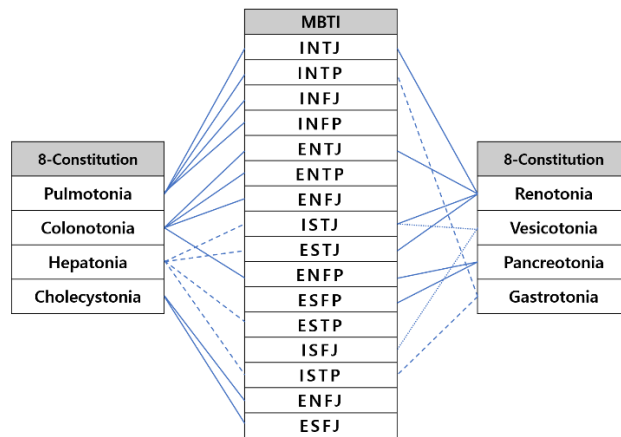 MBTI
INTJ
INTP
INFJ
INFP
ENTJ
ENTP
ENFJ
ISTJ
ESTJ
ENFP
ESFP
ESTP
ISFJ
ISTP
ENFJ
ESFJ
8-Constitution
Pulmotonia
Colonotonia
Hepatonia
Cholecystonia
8-Constitution
Renotonia
Vesicotonia
Pancreotonia
Gastrotonia